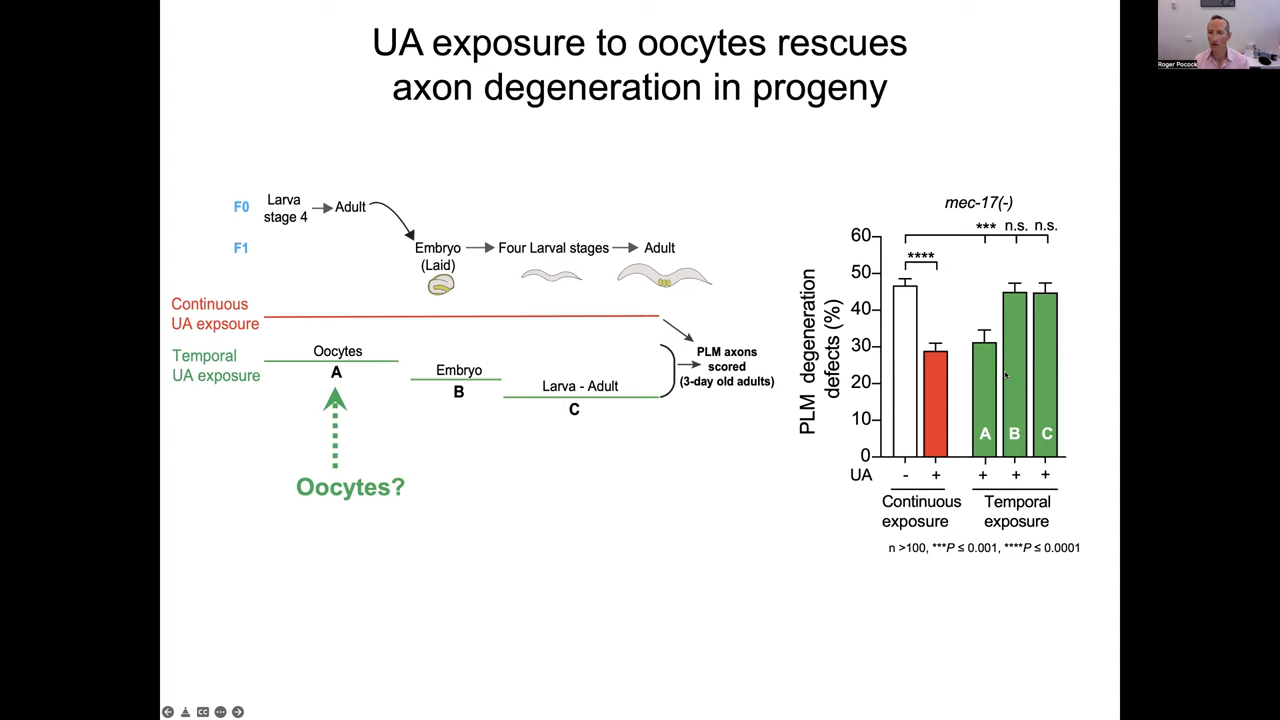 UA exposure to oocytes rescues
axon degeneration in progeny
Roger Pocock
F0
Larva
stage 4
Adult
F1
Embryo
(Laid)
Four Larval stages
Adult
Continuous
UA expsoure
Temporal
UA exposure
Oocytes
A
Embryo
B
Larva - Adult
C
PLM axons
scored
(3-day old adults)
Oocytes?
mec-17(-)
*** n.s. n.s.
****
PLM degeneration
defects (%)
60
50
40
30
20
10
0
A B C
UA - + + + +
Continuous
exposure
Temporal
exposure
n >100, ***P ≤ 0.001, ****P ≤ 0.0001
CC